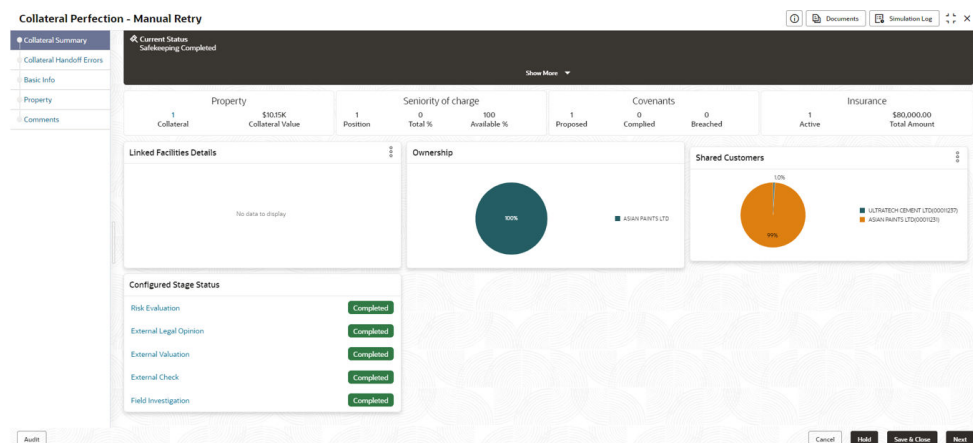 Collateral Perfection - Manual Retry
Documents
Simulation Log
Collateral Summary
Collateral Handoff Errors
Basic Info
Property
Comments
Current Status
Safekeeping Completed
Show More
Property
1
Collateral
$10.15K
Collateral Value
Seniority of charge
1
Position
0
Total %
100
Available %
Covenants
1
Proposed
0
Complied
0
Breached
Insurance
1
Active
$80,000.00
Total Amount
Linked Facilities Details
No data to display
Ownership
100%
ASIAN PAINTS LTD
Shared Customers
1.0%
99%
ULTRATECH CEMENT LTD(00011237)
ASIAN PAINTS LTD(00011231)
Configured Stage Status
Risk Evaluation
Completed
External Legal Opinion
Completed
External Valuation
Completed
External Check
Completed
Field Investigation
Completed
Audit
Cancel
Hold
Save & Close
Next